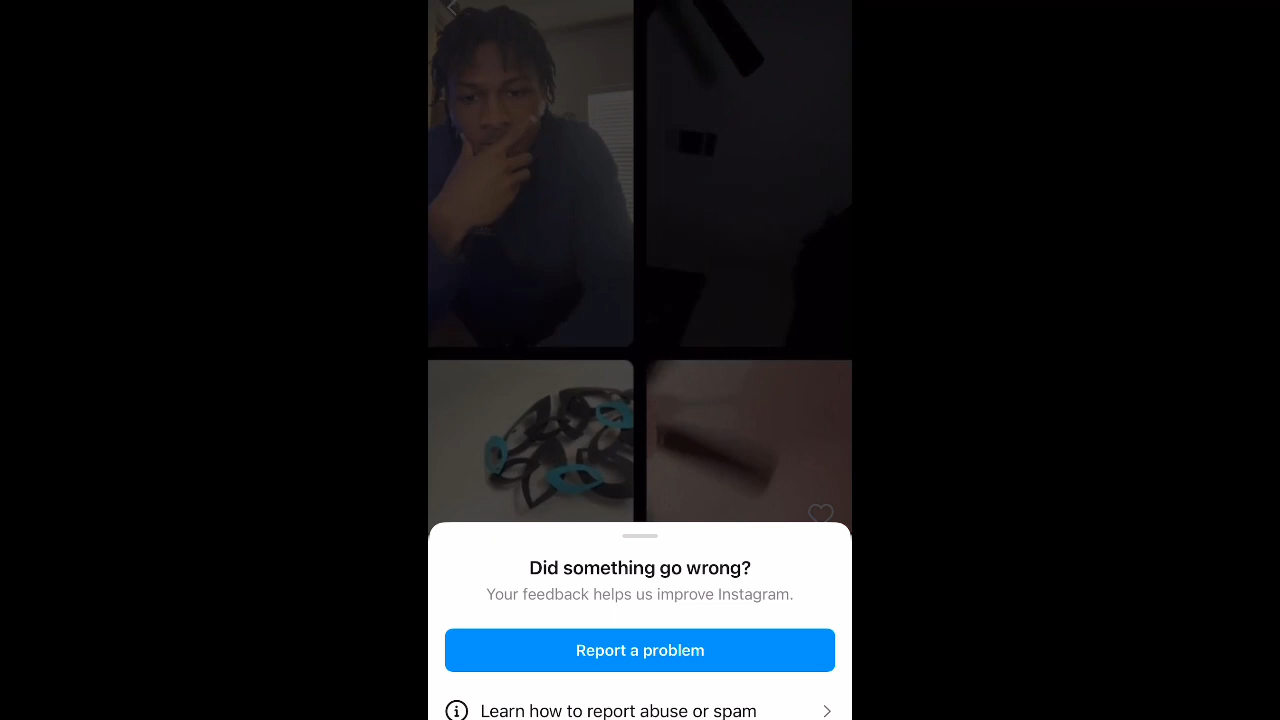 Did something go wrong?
Your feedback helps us improve Instagram.
Report a problem
Learn how to report abuse or spam